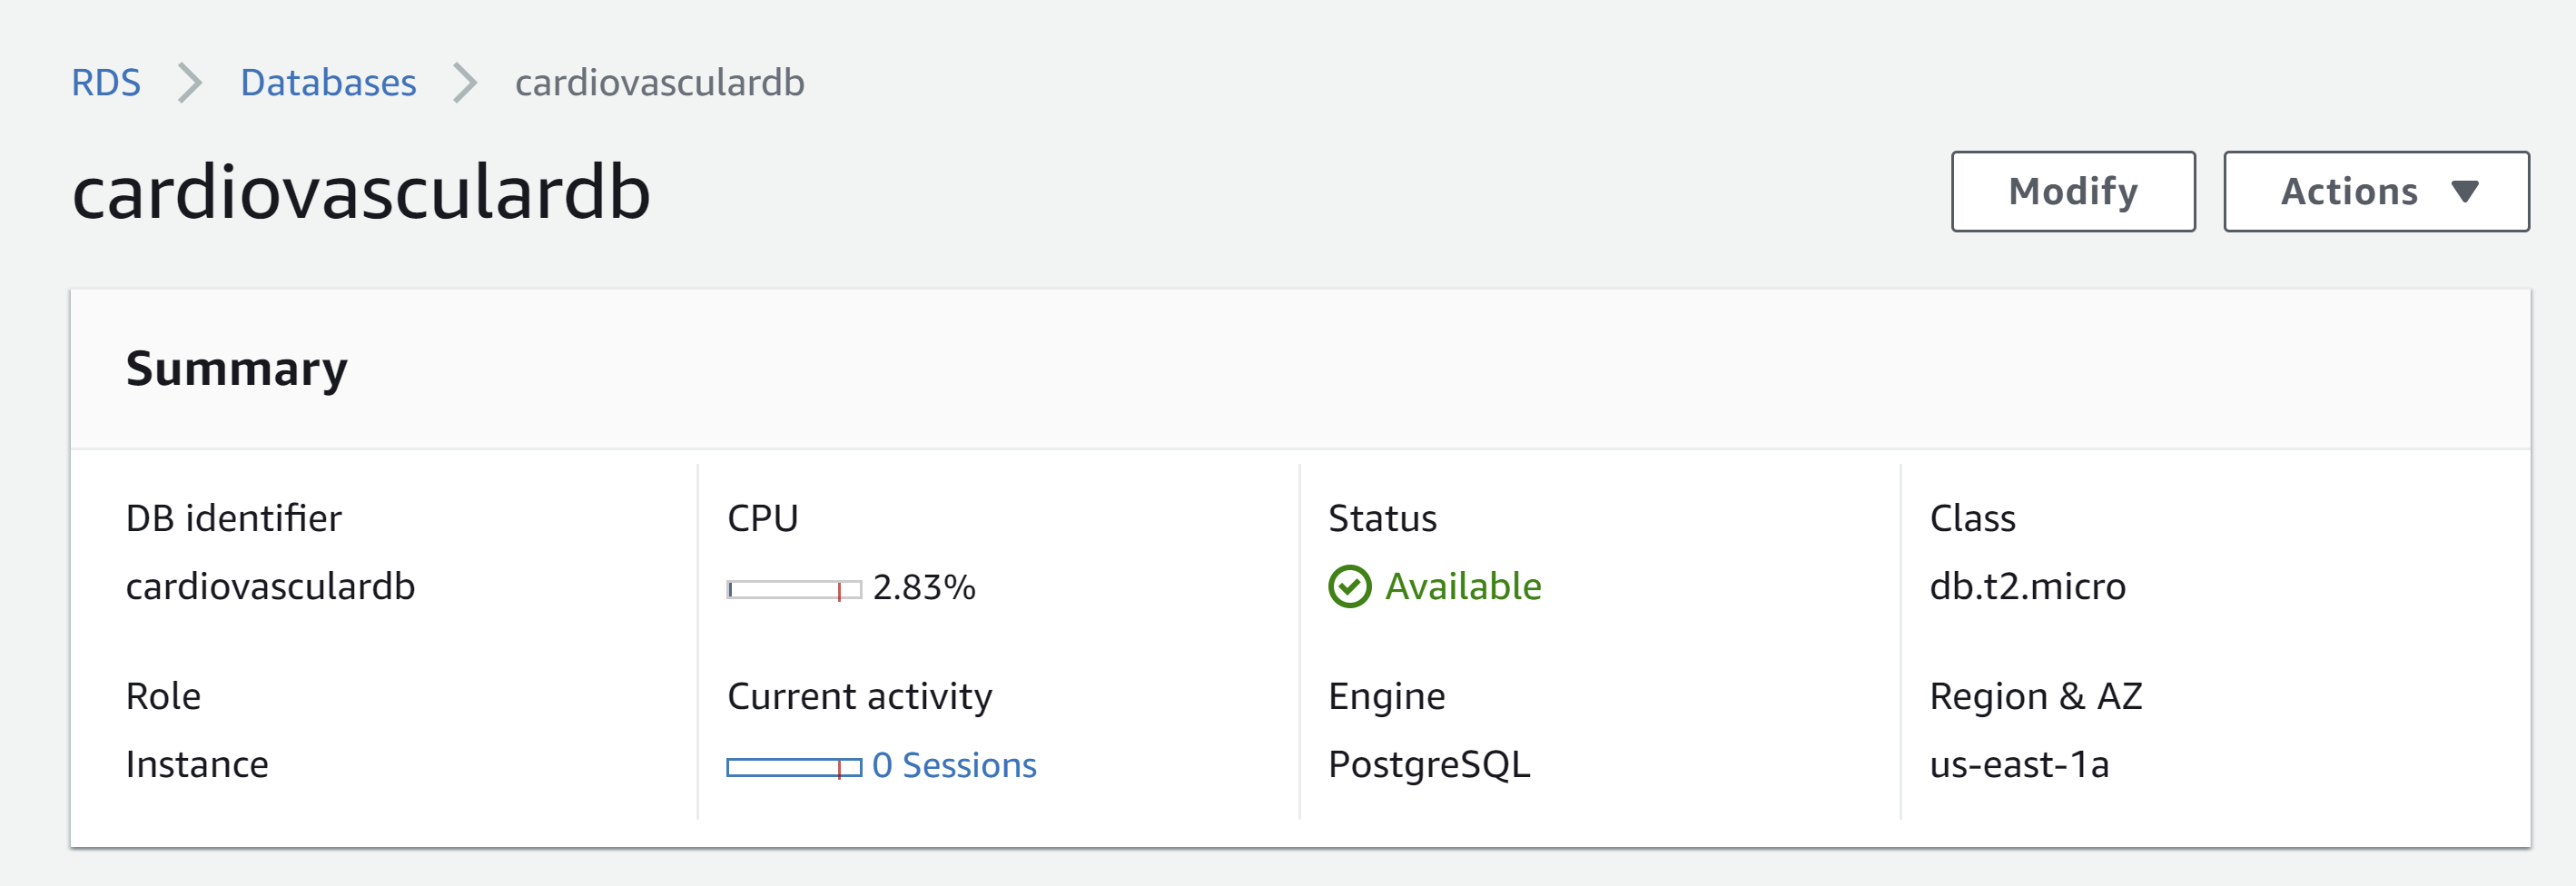 RDS Databases cardiovasculardb
cardiovasculardb
Modify
Actions
Summary
DB identifier
cardiovasculardb
CPU
2.83%
Status
Available
Class
db.t2.micro
Role
Instance
Current activity
0 Sessions
Engine
PostgreSQL
Region & AZ
us-east-1a